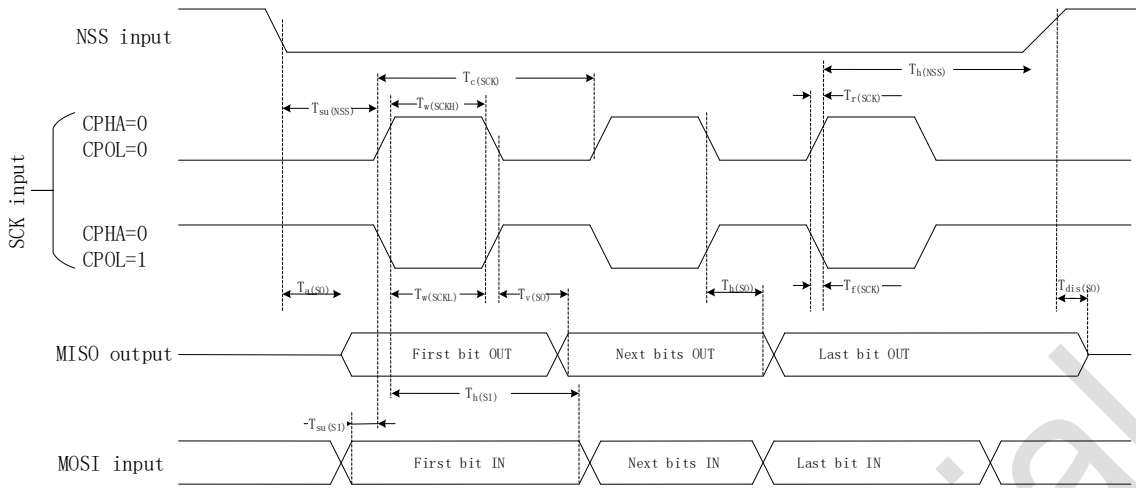 NSS input
Tc(SCK)
Th(NSS)
Tsu(NSS)
Tw(SCKH)
Tr(SCK)
SCK input
CPHA=0
CPOL=0
CPHA=0
CPOL=1
Ta(SO)
Tw(SCKL)
Tv(SO)
Th(SO)
Tf(SCK)
Tdis(SO)
MISO output
First bit OUT
Next bits OUT
Last bit OUT
Th(SI)
Tsu(SI)
MOSI input
First bit IN
Next bits IN
Last bit IN